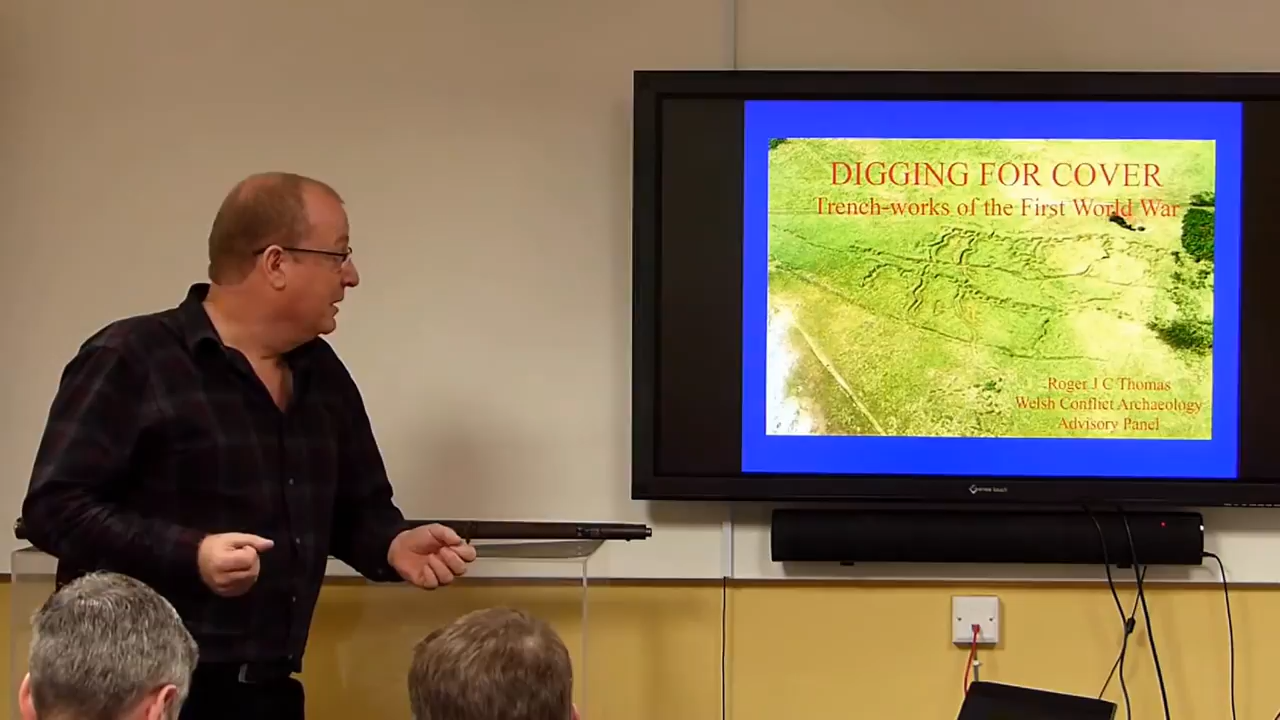 DIGGING FOR COVER
Trench-works of the First World War
Roger J C Thomas
Welsh Conflict Archaeology
Advisory Panel